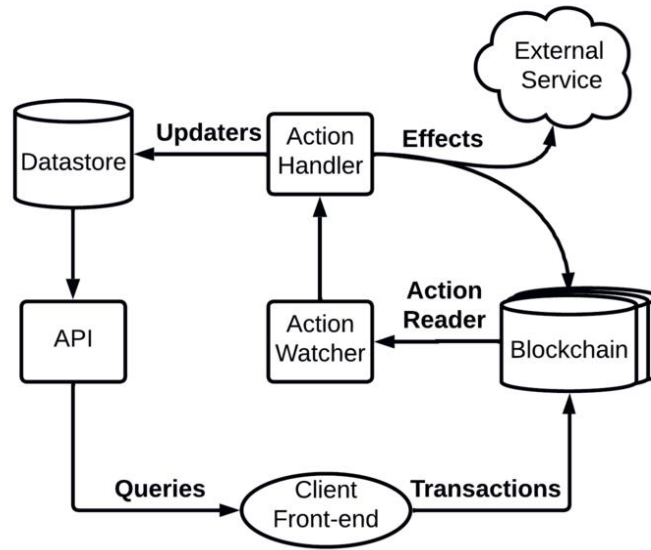 External
Service
Updaters
Action
Handler
Effects
Datastore
API
Action
Watcher
Action
Reader
Blockchain
Queries
Client
Front-end
Transactions